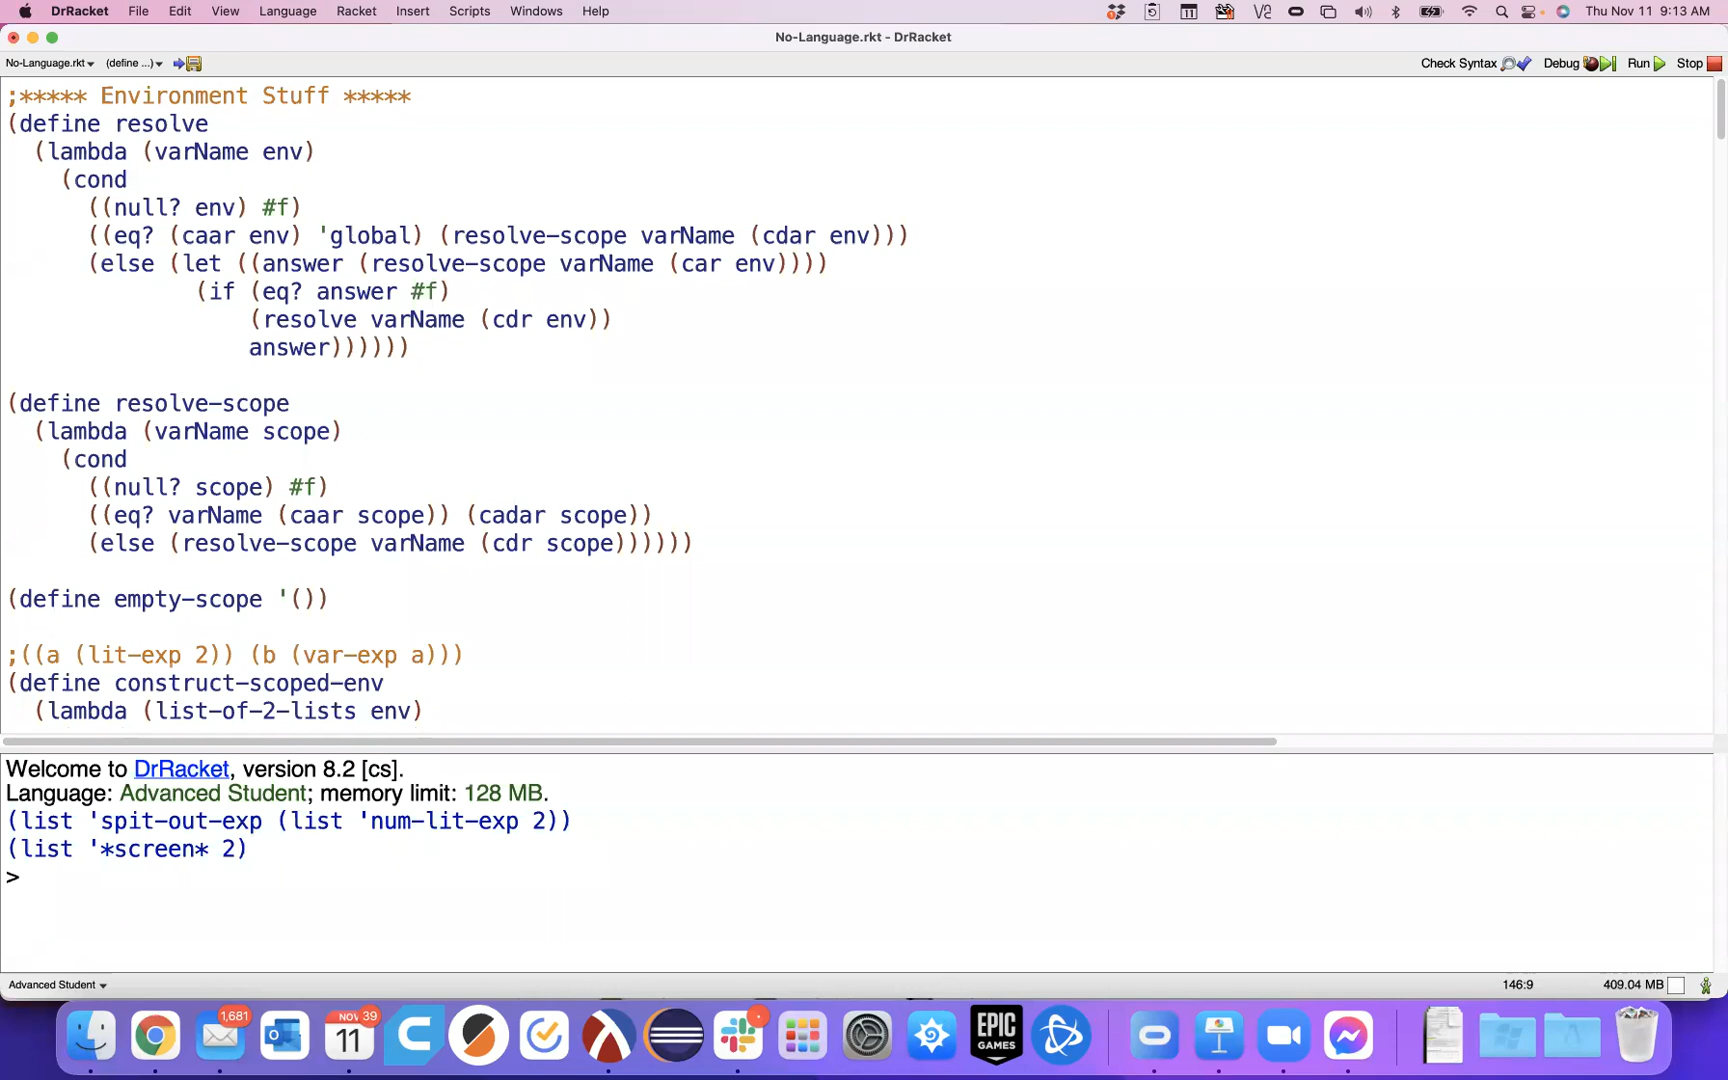 DrRacket File Edit View Language Racket Insert Scripts Windows Help Thu Nov 11 9:13 AM
No-Language.rkt - DrRacket
No-Language.rkt (define ...) Check Syntax Debug Run Stop
;***** Environment Stuff *****
(define resolve
(lambda (varName env)
(cond
((null? env) #f)
((eq? (caar env) 'global) (resolve-scope varName (cdar env)))
(else (let ((answer (resolve-scope varName (car env))))
(if (eq? answer #f)
(resolve varName (cdr env))
answer))))))
(define resolve-scope
(lambda (varName scope)
(cond
((null? scope) #f)
((eq? varName (caar scope)) (cadar scope))
(else (resolve-scope varName (cdr scope))))))
(define empty-scope '())
;((a (lit-exp 2)) (b (var-exp a)))
(define construct-scoped-env
(lambda (list-of-2-lists env)
Welcome to DrRacket, version 8.2 [cs].
Language: Advanced Student; memory limit: 128 MB.
(list 'spit-out-exp (list 'num-lit-exp 2))
(list '*screen* 2)
>
Advanced Student 146:9 409.04 MB
1,681
NOV 39
11
EPIC
GAMES